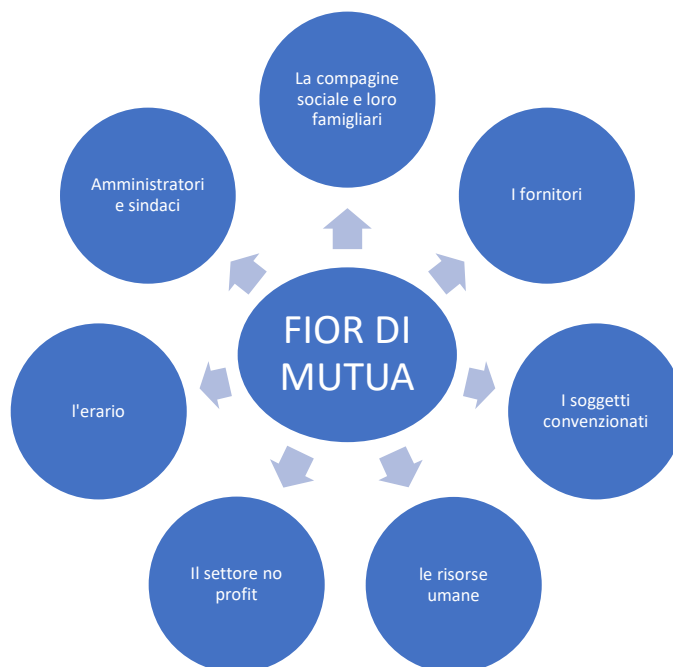 La compagine
sociale e loro
famigliari
I fornitori
I soggetti
convenzionati
le risorse
umane
Il settore no
profit
l'erario
Amministratori
e sindaci
FIOR DI
MUTUA